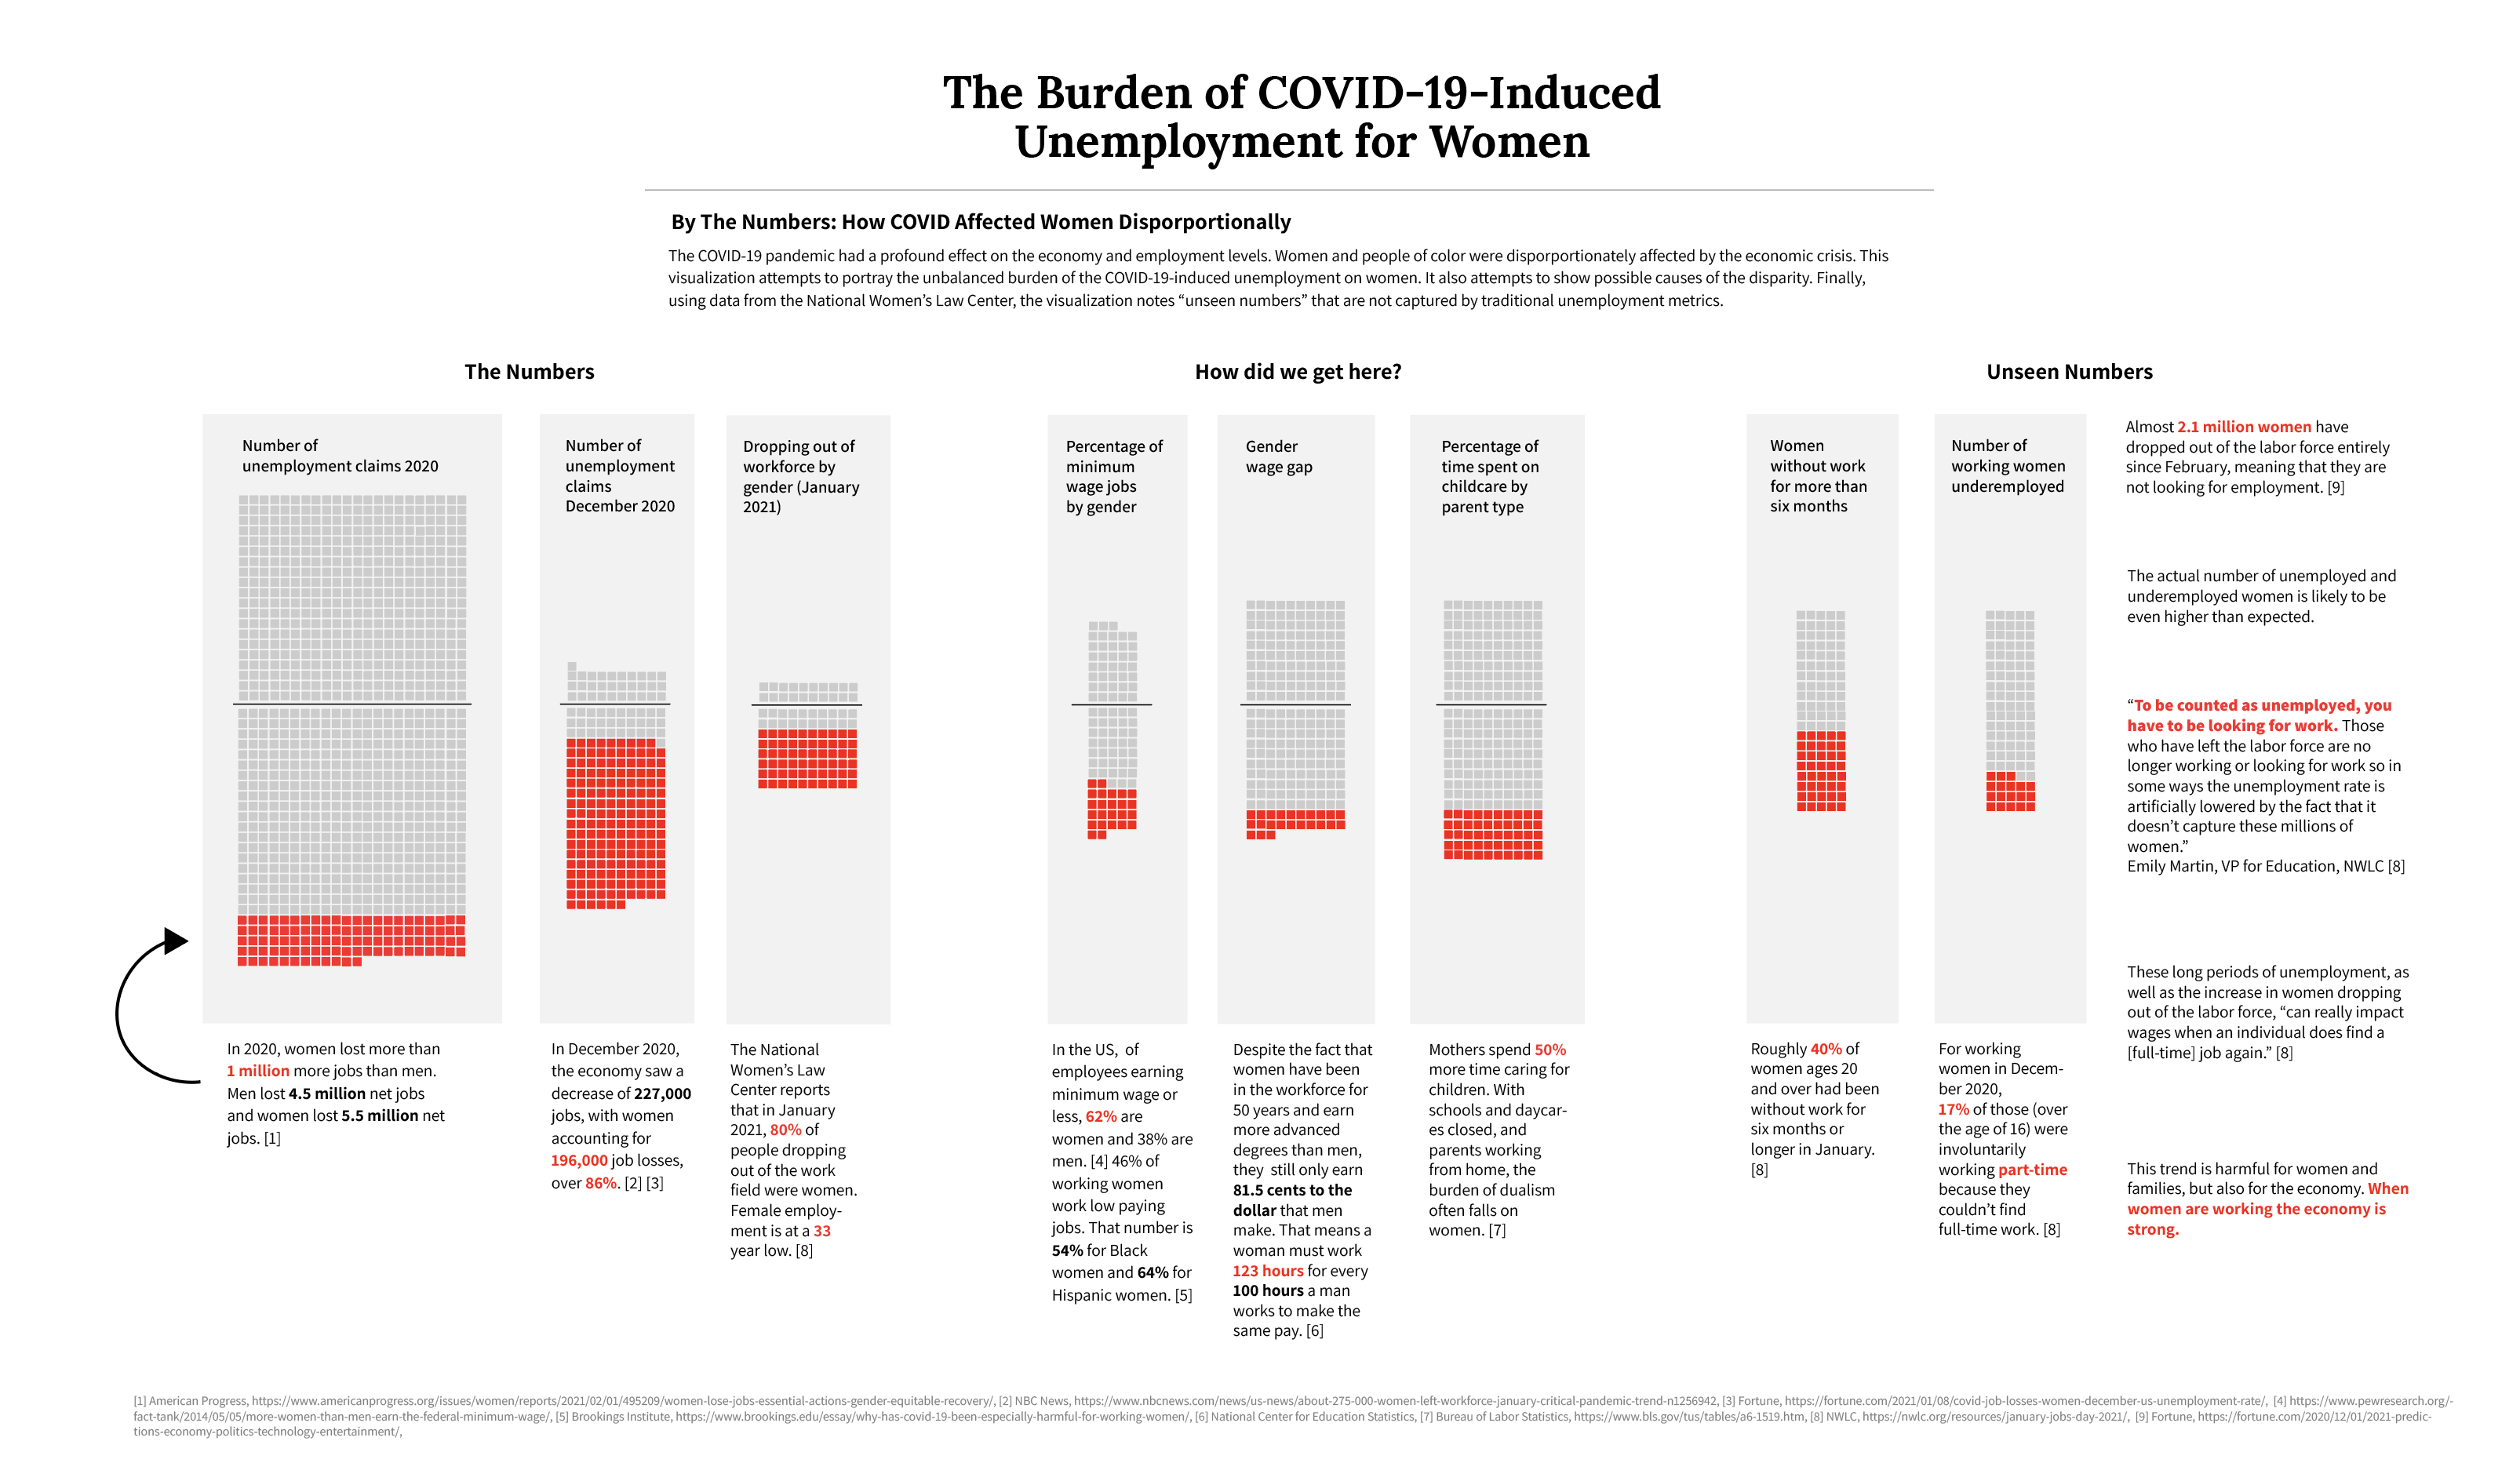 The Burden of COVID-19-Induced
Unemployment for Women
By The Numbers: How COVID Affected Women Disporportionally
The COVID-19 pandemic had a profound effect on the economy and employment levels. Women and people of color were disporportionately affected by the economic crisis. This
visualization attempts to portray the unbalanced burden of the COVID-19-induced unemployment on women. It also attempts to show possible causes of the disparity. Finally,
using data from the National Women's Law Center, the visualization notes “unseen numbers” that are not captured by traditional unemployment metrics.
The Numbers
Number of
unemployment claims 2020
In 2020, women lost more than
1 million more jobs than men.
Men lost 4.5 million net jobs
and women lost 5.5 million net
jobs. [1]
Number of
unemployment
claims
December 2020
In December 2020,
the economy saw a
decrease of 227,000
jobs, with women
accounting for
196,000 job losses,
over 86%. [2] [3]
Dropping out of
workforce by
gender (January
2021)
The National
Women's Law
Center reports
that in January
2021, 80% of
people dropping
out of the work
field were women.
Female employ-
ment is at a 33
year low. [8]
How did we get here?
Percentage of
minimum
wage jobs
by gender
In the US, of
employees earning
minimum wage or
less, 62% are
women and 38% are
men. [4] 46% of
working women
work low paying
jobs. That number is
54% for Black
women and 64% for
Hispanic women. [5]
Gender
wage gap
Despite the fact that
women have been
in the workforce for
50 years and earn
more advanced
degrees than men,
they still only earn
81.5 cents to the
dollar that men
make. That means a
woman must work
123 hours for every
100 hours a man
works to make the
same pay. [6]
Percentage of
time spent on
childcare by
parent type
Mothers spend 50%
more time caring for
children. With
schools and daycar-
es closed, and
parents working
from home, the
burden of dualism
often falls on
women. [7]
Unseen Numbers
Women
without work
for more than
six months
Roughly 40% of
women ages 20
and over had been
without work for
six months or
longer in January.
[8]
Number of
working women
underemployed
For working
women in Decem-
ber 2020,
17% of those (over
the age of 16) were
involuntarily
working part-time
because they
couldn't find
full-time work. [8]
Almost 2.1 million women have
dropped out of the labor force entirely
since February, meaning that they are
not looking for employment. [9]
The actual number of unemployed and
underemployed women is likely to be
even higher than expected.
“To be counted as unemployed, you
have to be looking for work. Those
who have left the labor force are no
longer working or looking for work so in
some ways the unemployment rate is
artificially lowered by the fact that it
doesn't capture these millions of
women.”
Emily Martin, VP for Education, NWLC [8]
These long periods of unemployment, as
well as the increase in women dropping
out of the labor force, “can really impact
wages when an individual does find a
[full-time] job again.” [8]
This trend is harmful for women and
families, but also for the economy. When
women are working the economy is
strong.
[1] American Progress, https://www.americanprogress.org/issues/women/reports/2021/02/01/495209/women-lose-jobs-essential-actions-gender-equitable-recovery/, [2] NBC News, https://www.nbcnews.com/news/us-news/about-275-000-women-left-workforce-january-critical-pandemic-trend-n1256942, [3] Fortune, https://fortune.com/2021/01/08/covid-job-losses-women-december-us-unemployment-rate/, [4] https://www.pewresearch.org/-
fact-tank/2014/05/05/more-women-than-men-earn-the-federal-minimum-wage/, [5] Brookings Institute, https://www.brookings.edu/essay/why-has-covid-19-been-especially-harmful-for-working-women/, [6] National Center for Education Statistics, [7] Bureau of Labor Statistics, https://www.bls.gov/tus/tables/a6-1519.htm, [8] NWLC, https://nwlc.org/resources/january-jobs-day-2021/, [9] Fortune, https://fortune.com/2020/12/01/2021-predic-
tions-economy-politics-technology-entertainment/,